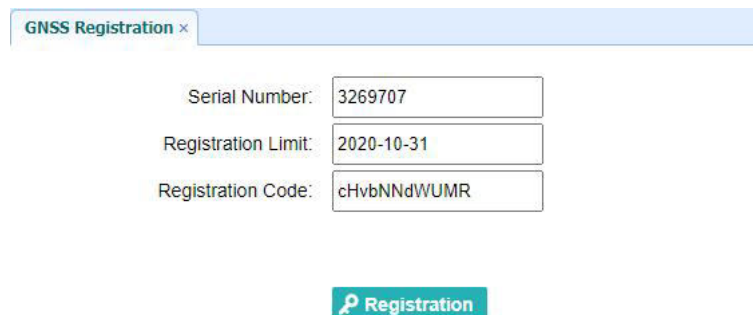 GNSS Registration ×
Serial Number: 3269707
Registration Limit: 2020-10-31
Registration Code: cHvbNNdWUMR
Registration